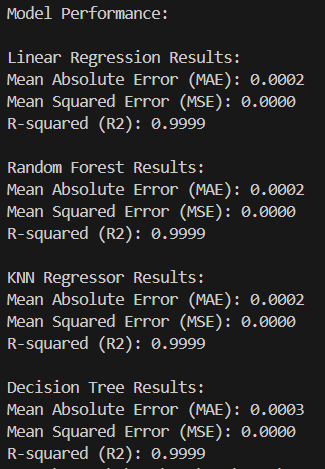 Model Performance:
Linear Regression Results:
Mean Absolute Error (MAE): 0.0002
Mean Squared Error (MSE): 0.0000
R-squared (R2): 0.9999
Random Forest Results:
Mean Absolute Error (MAE): 0.0002
Mean Squared Error (MSE): 0.0000
R-squared (R2): 0.9999
KNN Regressor Results:
Mean Absolute Error (MAE): 0.0002
Mean Squared Error (MSE): 0.0000
R-squared (R2): 0.9999
Decision Tree Results:
Mean Absolute Error (MAE): 0.0003
Mean Squared Error (MSE): 0.0000
R-squared (R2): 0.9999